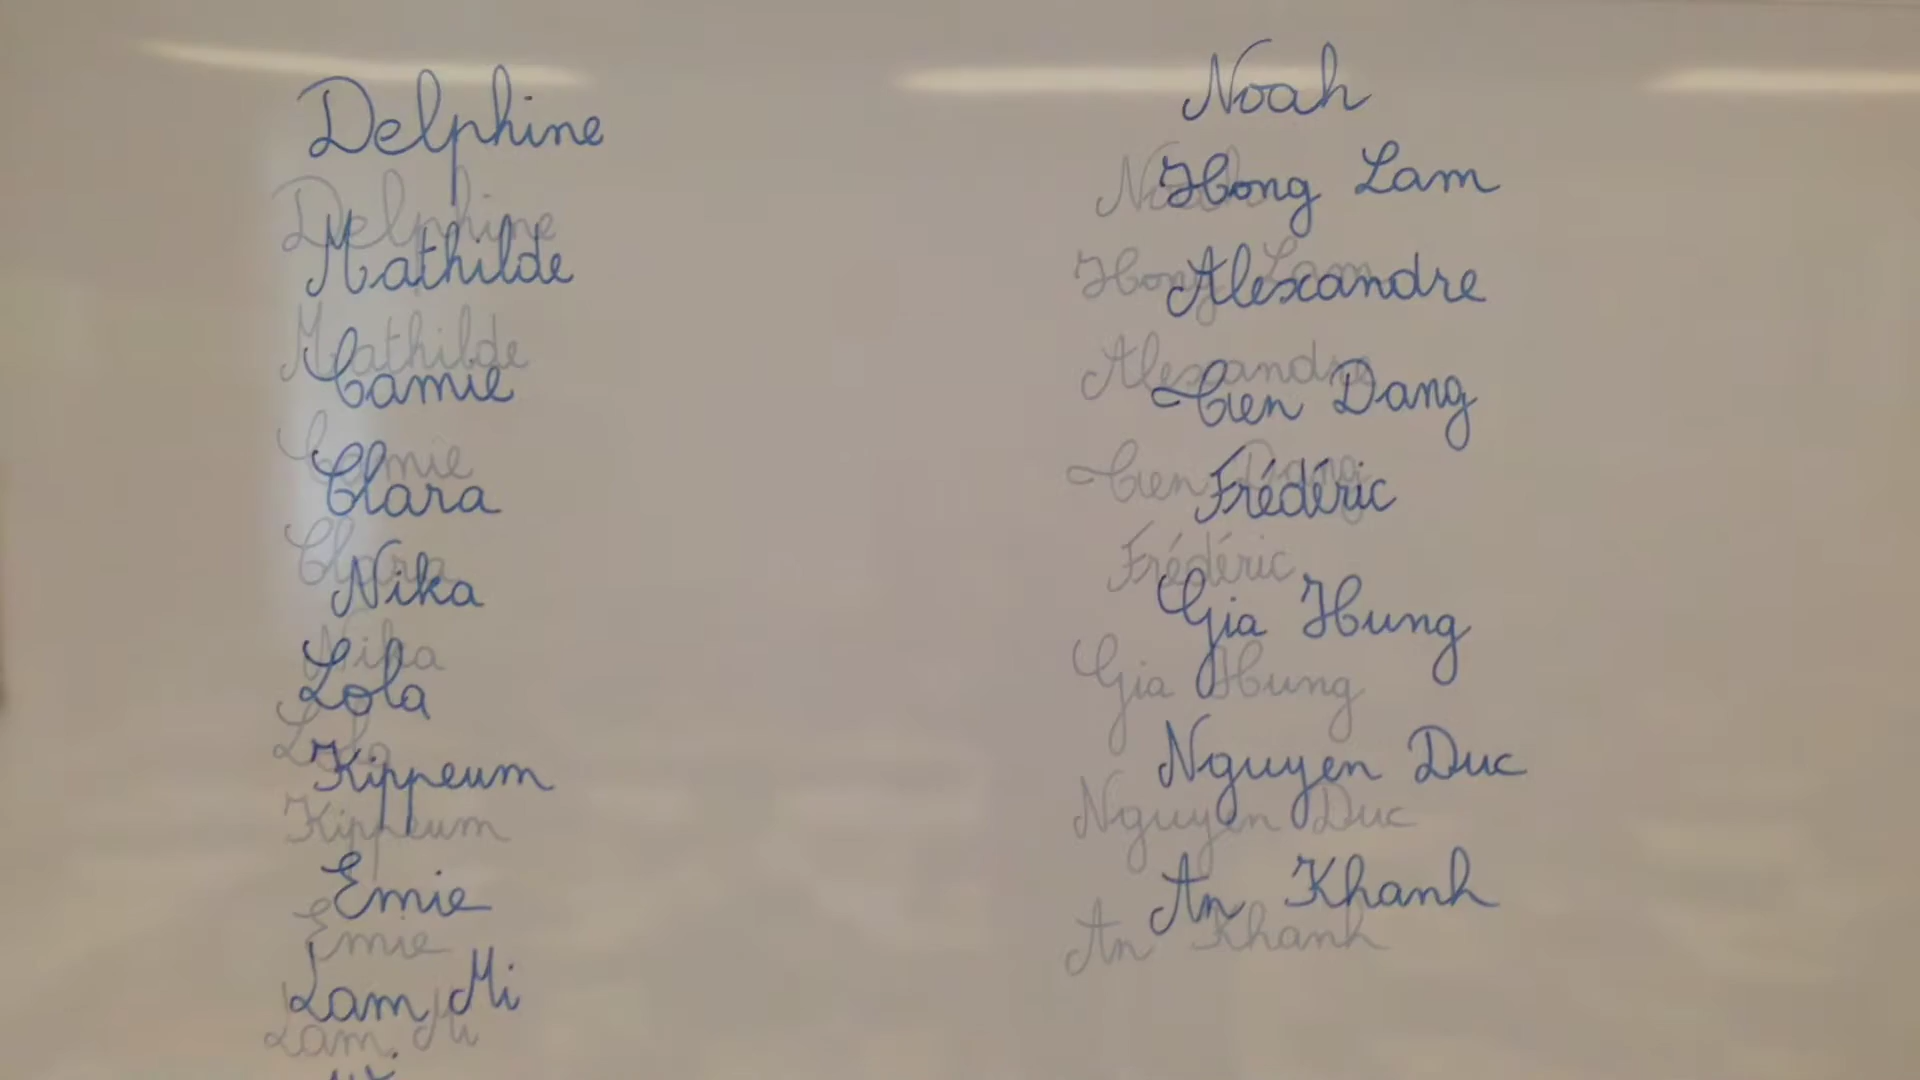 Delphine
Mathilde
Camie
Clara
Nika
Lola
Kippeum
Emie
Lam Mi
Noah
Hong Lam
Alexandre
Cien Dang
Frédéric
Gia Hung
Nguyen Duc
An Khanh